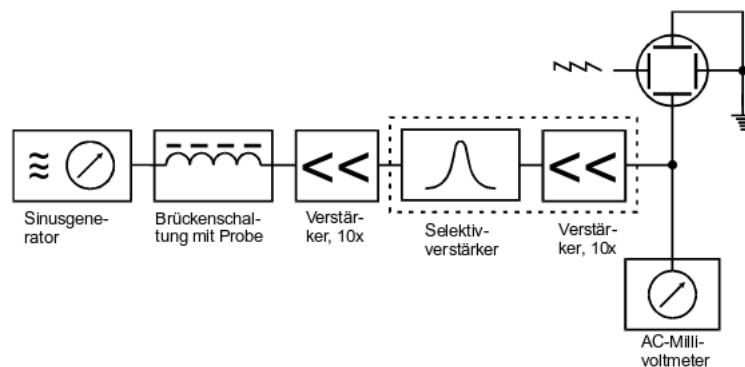 Sinusgene-
rator
Brückenschal-
tung mit Probe
Verstär-
ker, 10x
Selektiv-
verstärker
Verstär-
ker, 10x
AC-Milli-
voltmeter